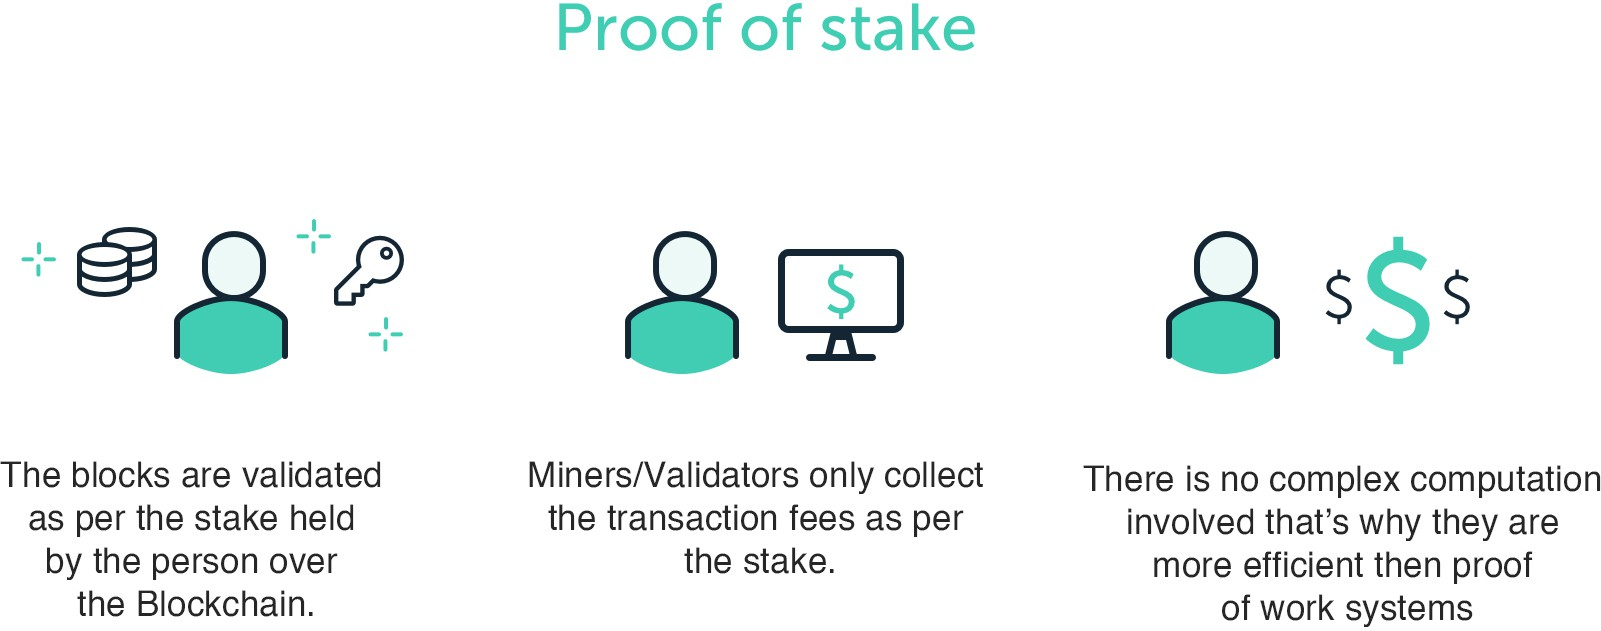 Proof of stake
The blocks are validated
as per the stake held
by the person over
the Blockchain.
Miners/Validators only collect
the transaction fees as per
the stake.
There is no complex computation
involved that’s why they are
more efficient then proof
of work systems